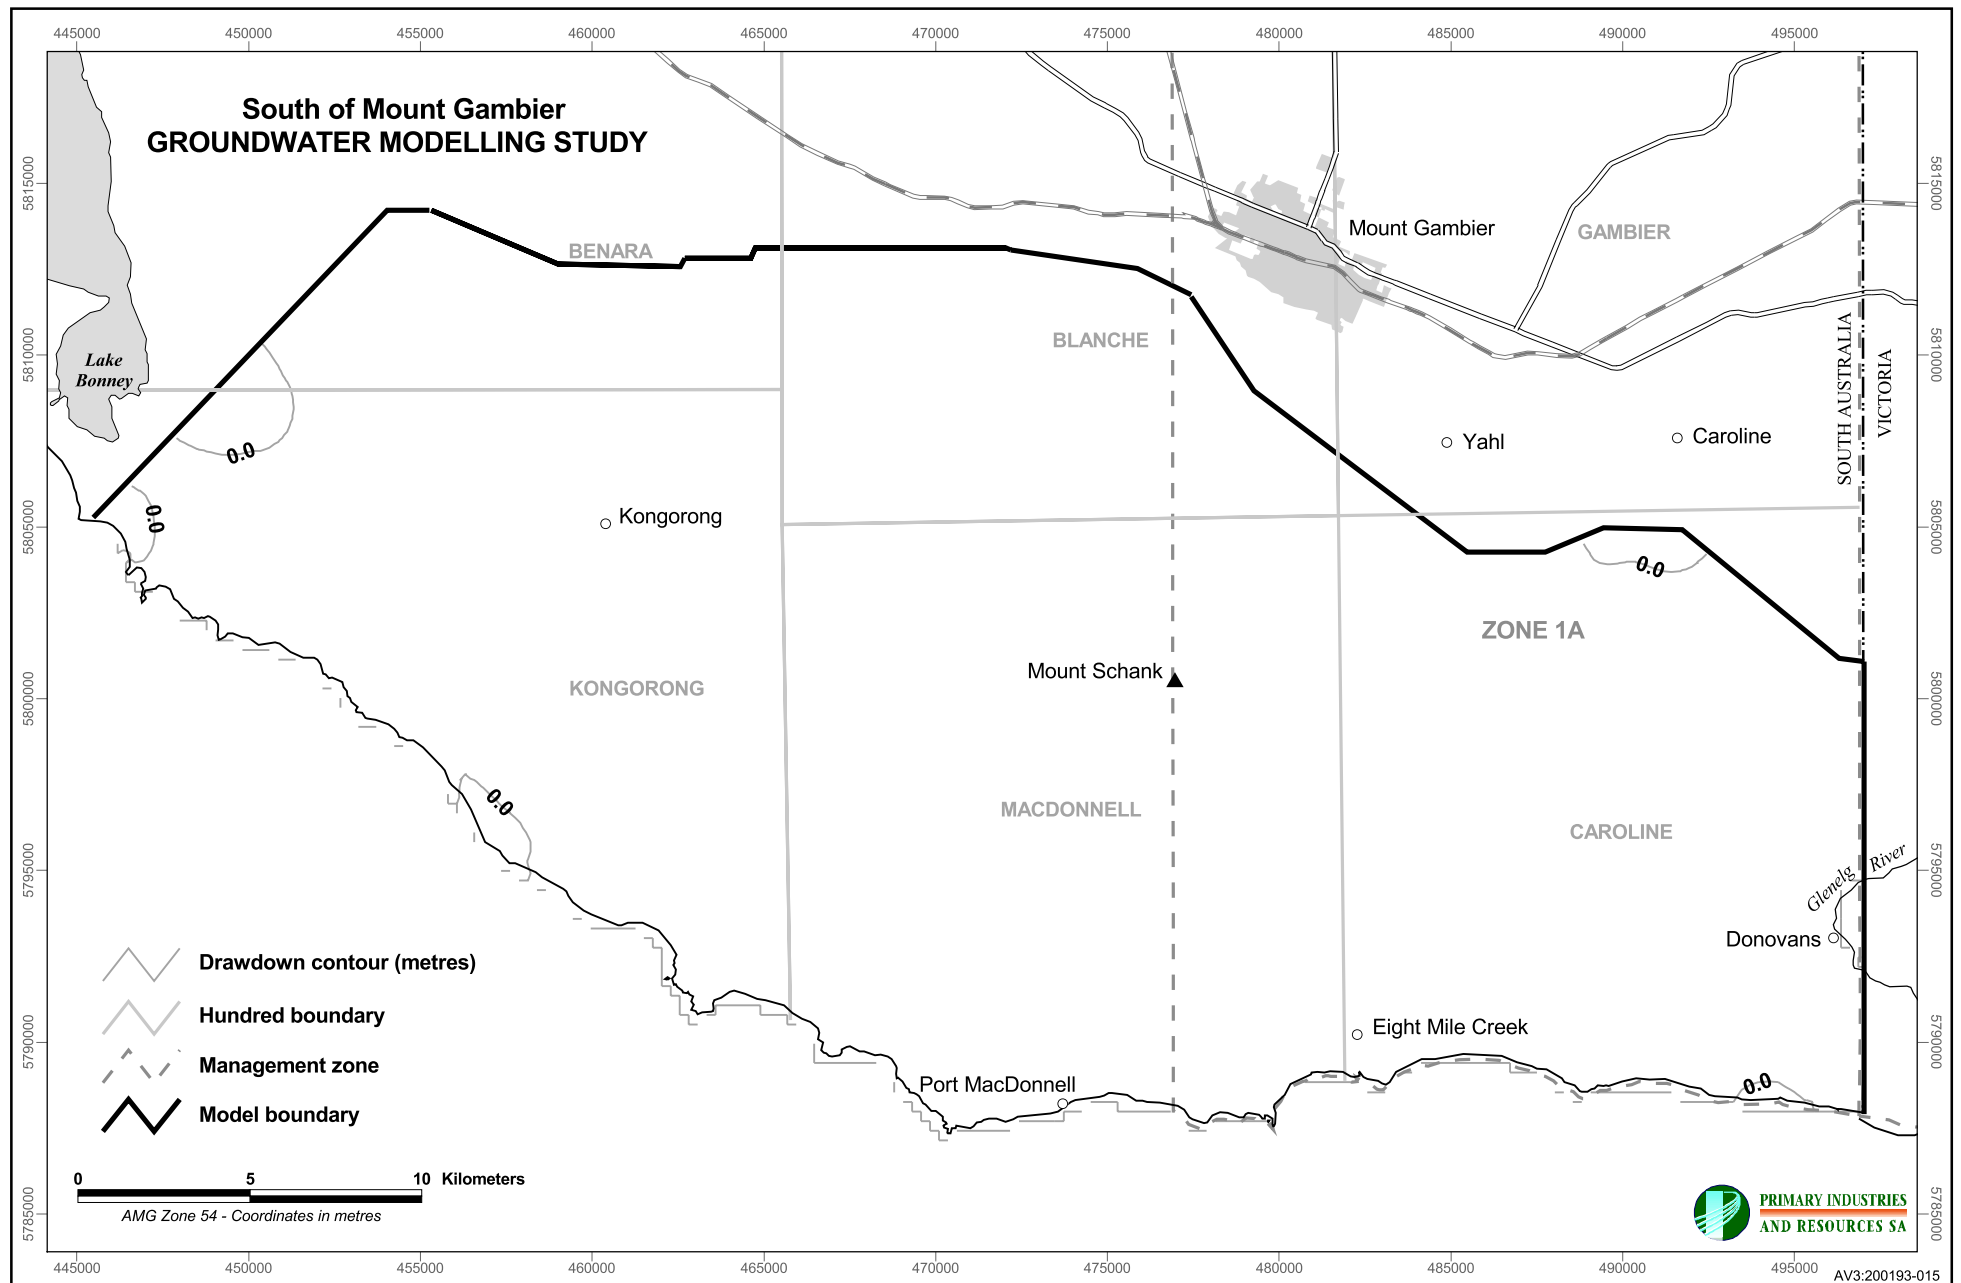 445000 450000 455000 460000 465000 470000 475000 480000 485000 490000 495000
South of Mount Gambier
GROUNDWATER MODELLING STUDY
5815000
5815000
Mount Gambier
GAMBIER
BENARA
BLANCHE
5810000
5810000
Lake
Bonney
SOUTH AUSTRALIA
VICTORIA
0.0
Yahl
Caroline
0.0
Kongorong
5805000
5805000
0.0
ZONE 1A
Mount Schank
KONGORONG
5800000
5800000
0.0
MACDONNELL
CAROLINE
5795000
5795000
Glenelg River
Donovans
Drawdown contour (metres)
Hundred boundary
Management zone
Model boundary
Eight Mile Creek
5790000
5790000
Port MacDonnell
0.0
0 5 10 Kilometers
AMG Zone 54 - Coordinates in metres
5785000
5785000
PRIMARY INDUSTRIES
AND RESOURCES SA
445000 450000 455000 460000 465000 470000 475000 480000 485000 490000 495000
AV3:200193-015